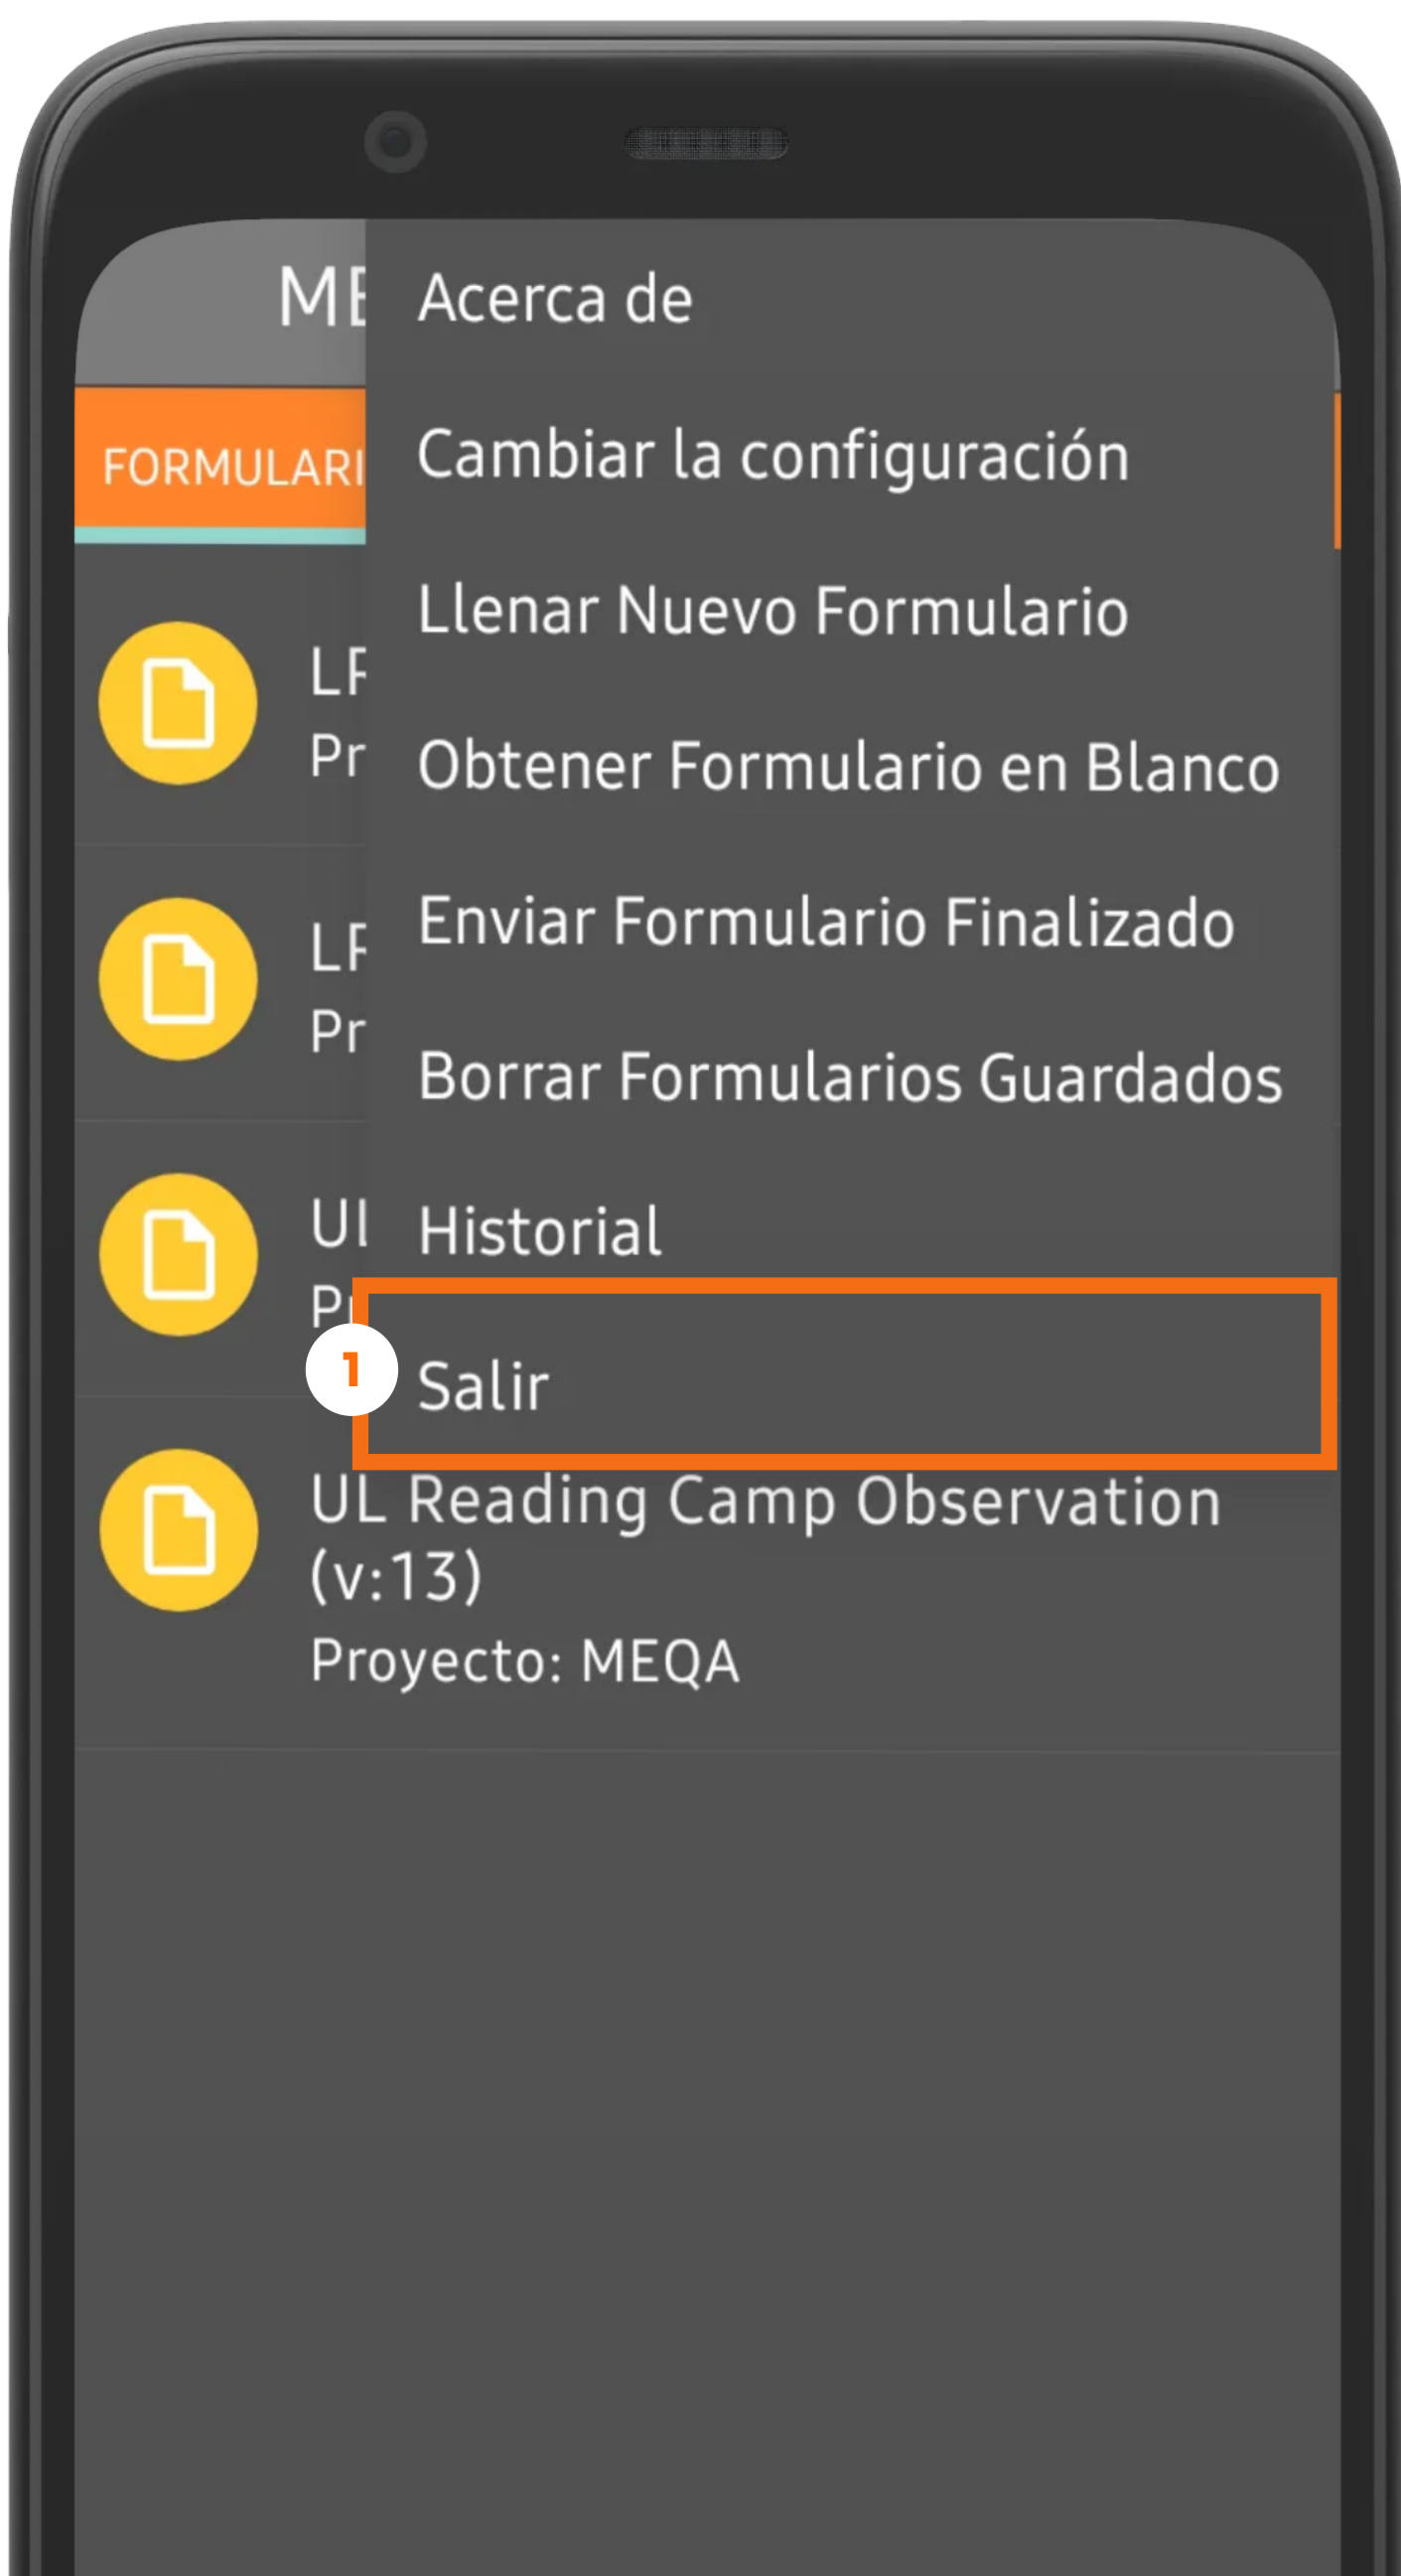 Acerca de
Cambiar la configuración
Llenar Nuevo Formulario
Obtener Formulario en Blanco
Enviar Formulario Finalizado
Borrar Formularios Guardados
Historial
1
Salir
UL Reading Camp Observation
(v:13)
Proyecto: MEQA